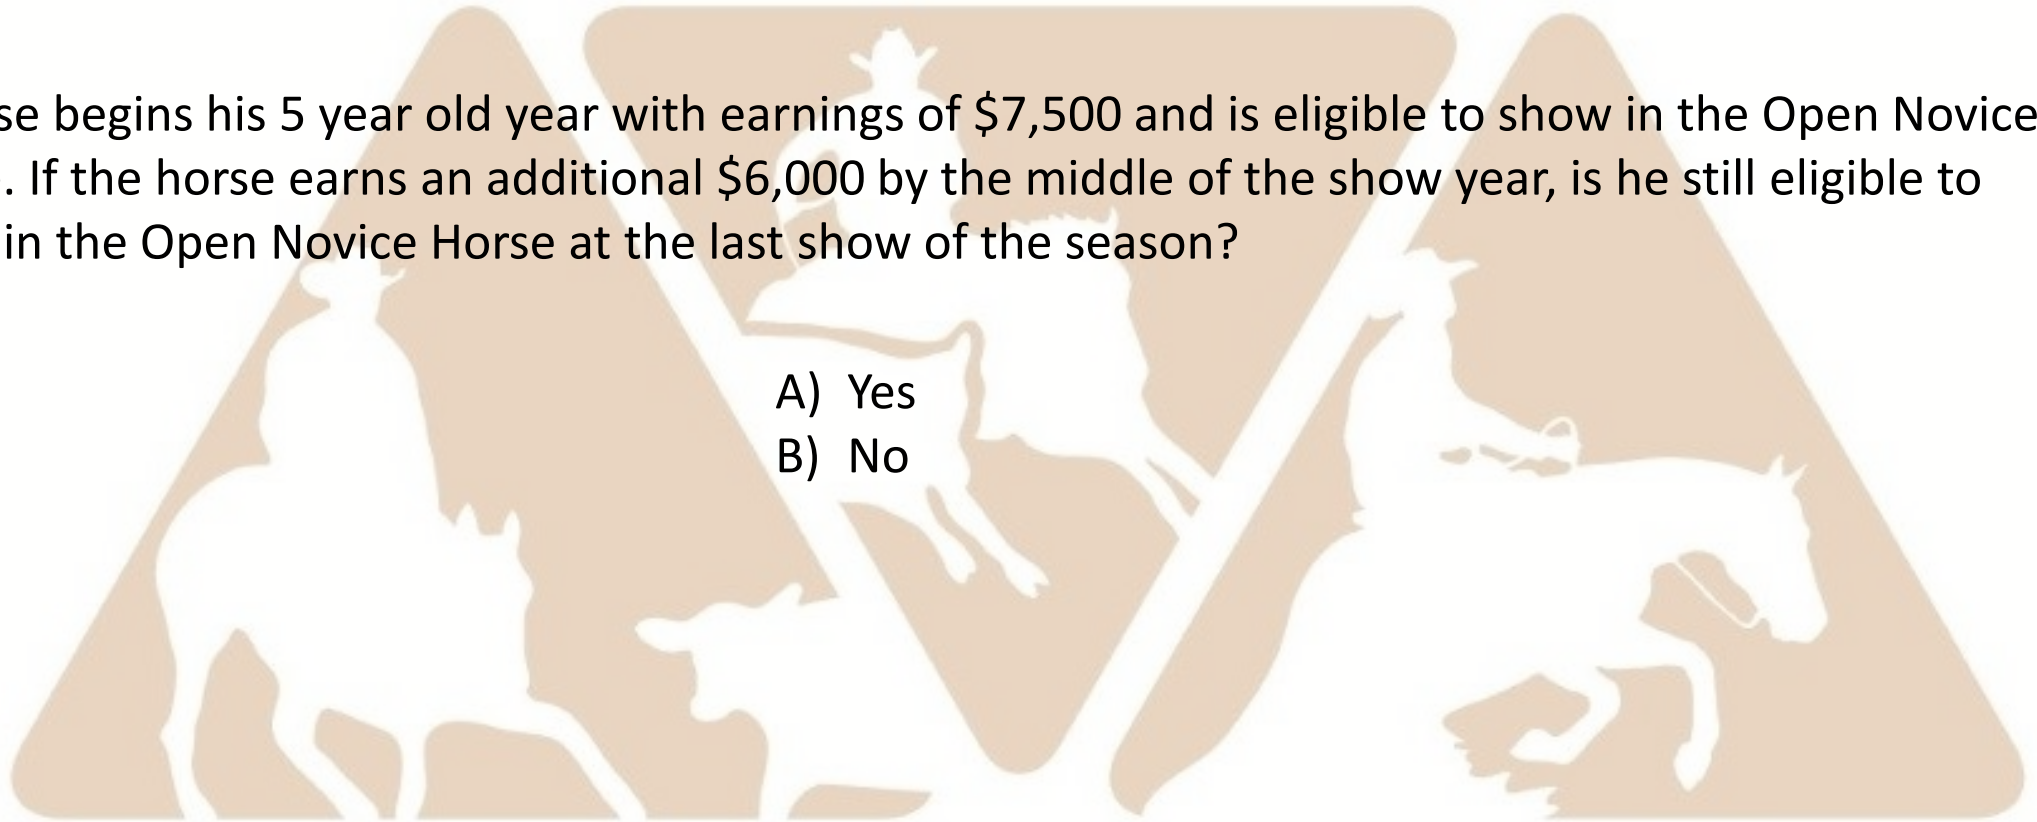 se begins his 5 year old year with earnings of $7,500 and is eligible to show in the Open Novice
. If the horse earns an additional $6,000 by the middle of the show year, is he still eligible to
in the Open Novice Horse at the last show of the season?
A) Yes
B) No